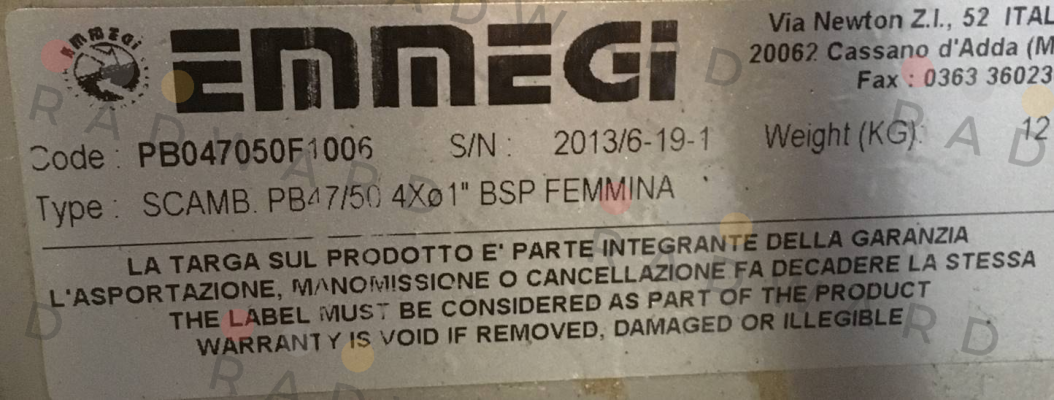 EMMEGi
EMMEGi
Via Newton Z.I., 52 ITAL
20062 Cassano d'Adda (M
Fax : 0363 36023
Code : PB047050F1006 S/N : 2013/6-19-1 Weight (KG): 12
Type : SCAMB. PB47/50 4Xø1" BSP FEMMINA
LA TARGA SUL PRODOTTO E' PARTE INTEGRANTE DELLA GARANZIA
L'ASPORTAZIONE, MANOMISSIONE O CANCELLAZIONE FA DECADERE LA STESSA
THE LABEL MUST BE CONSIDERED AS PART OF THE PRODUCT
WARRANTY IS VOID IF REMOVED, DAMAGED OR ILLEGIBLE
RADWARD
RADWARD
RADWARD